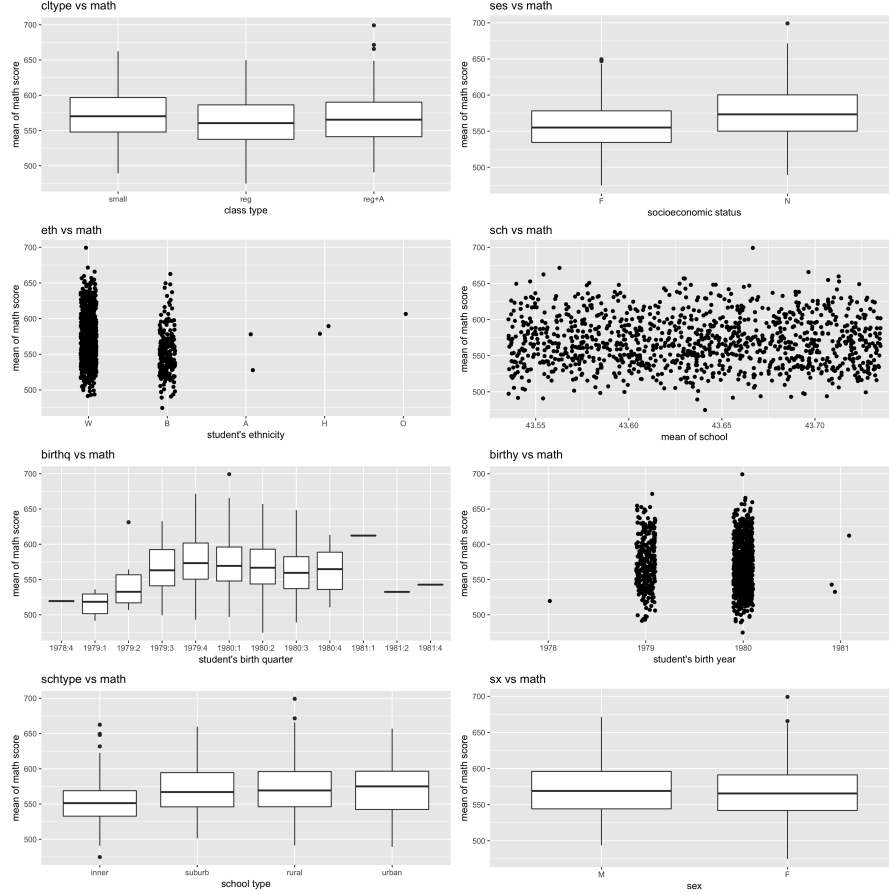 cltype vs math
mean of math score
700
650
600
550
500
small reg reg+A
class type
ses vs math
mean of math score
700
650
600
550
500
F N
socioeconomic status
eth vs math
mean of math score
700
650
600
550
500
W B A H O
student's ethnicity
sch vs math
mean of math score
700
650
600
550
500
43.55 43.60 43.65 43.70
mean of school
birthq vs math
mean of math score
700
650
600
550
500
1978:4 1979:1 1979:2 1979:3 1979:4 1980:1 1980:2 1980:3 1980:4 1981:1 1981:2 1981:4
student's birth quarter
birthy vs math
mean of math score
700
650
600
550
500
1978 1979 1980 1981
student's birth year
schtype vs math
mean of math score
700
650
600
550
500
inner suburb rural urban
school type
sx vs math
mean of math score
700
650
600
550
500
M F
sex